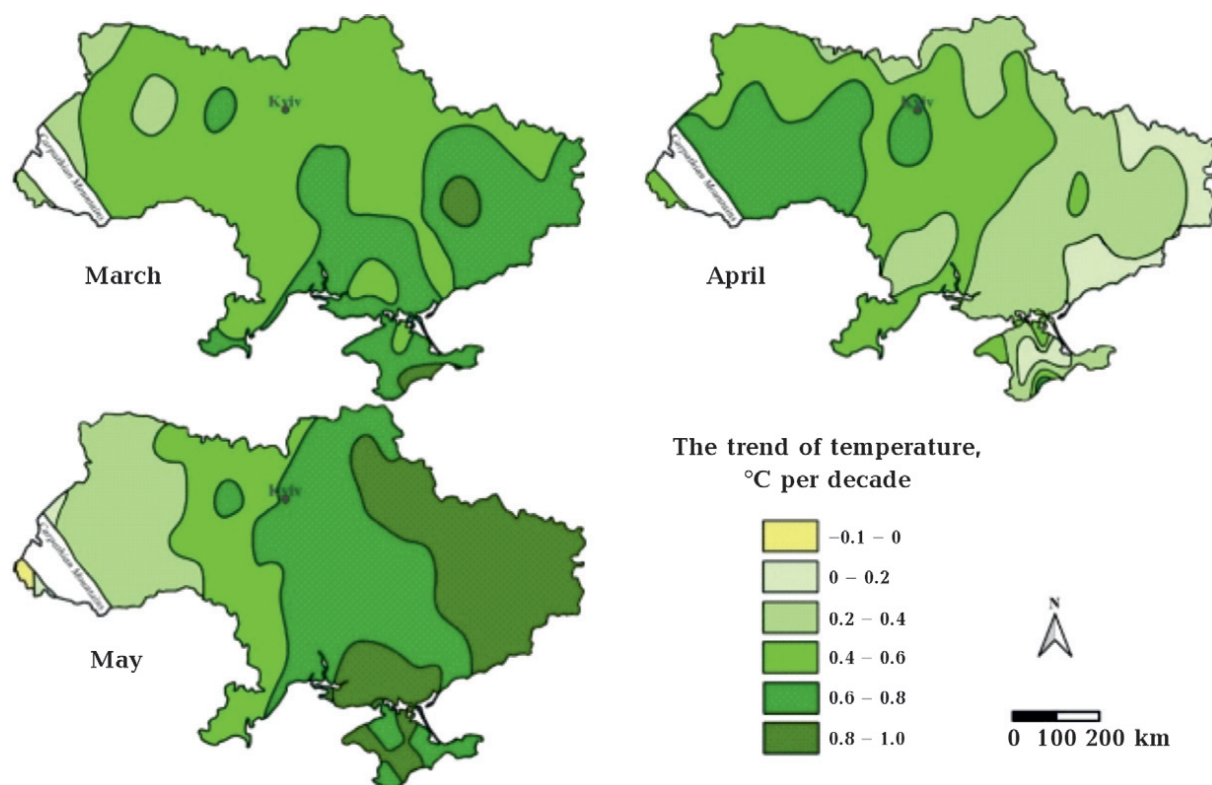 Kyiv
Carpathian Mountains
March
Kyiv
Carpathian Mountains
April
Kyiv
Carpathian Mountains
May
The trend of temperature,
°C per decade
−0.1 – 0
0 – 0.2
0.2 – 0.4
0.4 – 0.6
0.6 – 0.8
0.8 – 1.0
N
0 100 200 km